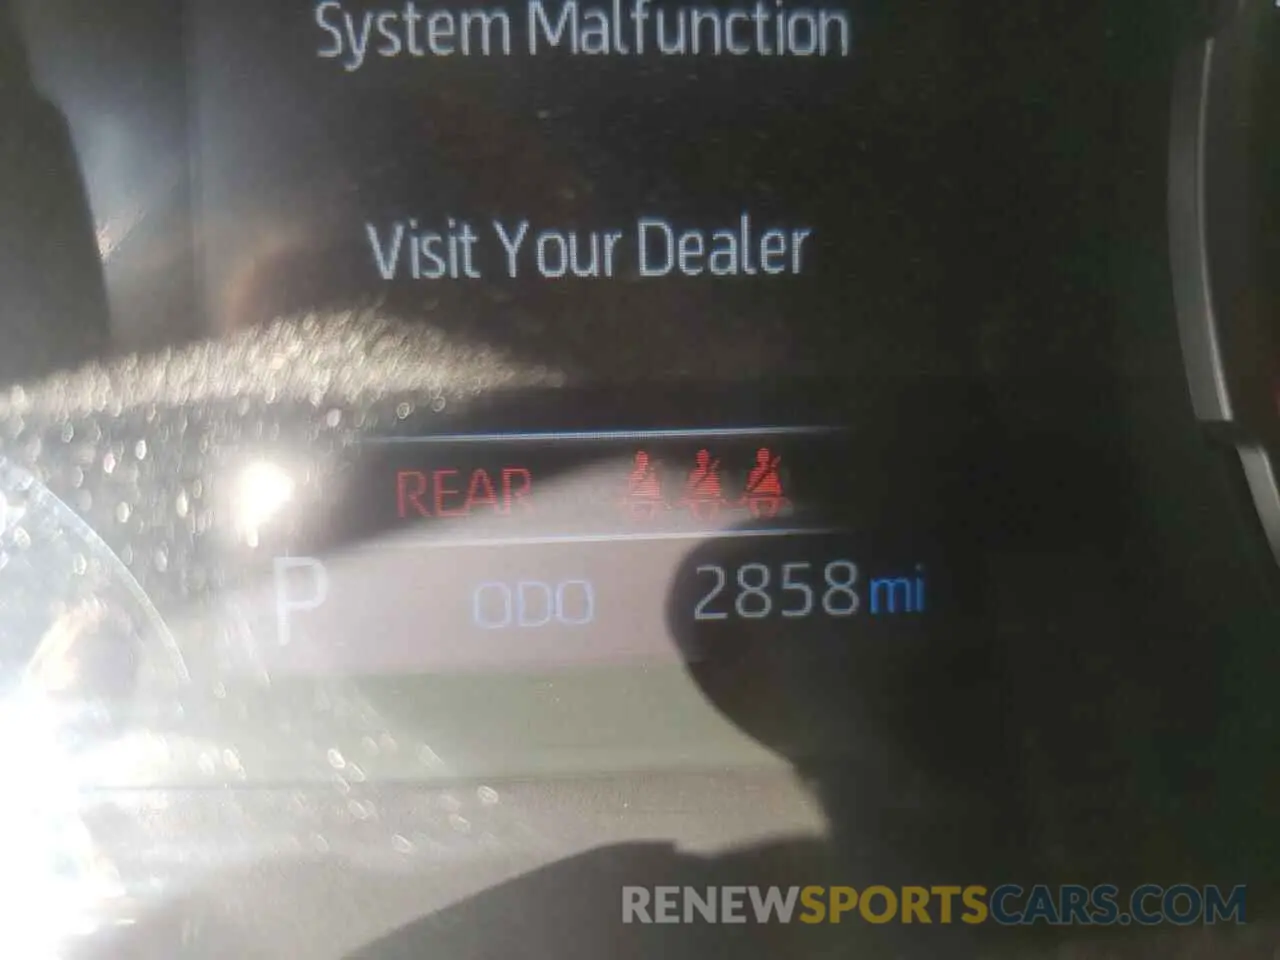 System Malfunction
Visit Your Dealer
REAR
P ODO 2858 mi
RENEWSPORTSCARS.COM